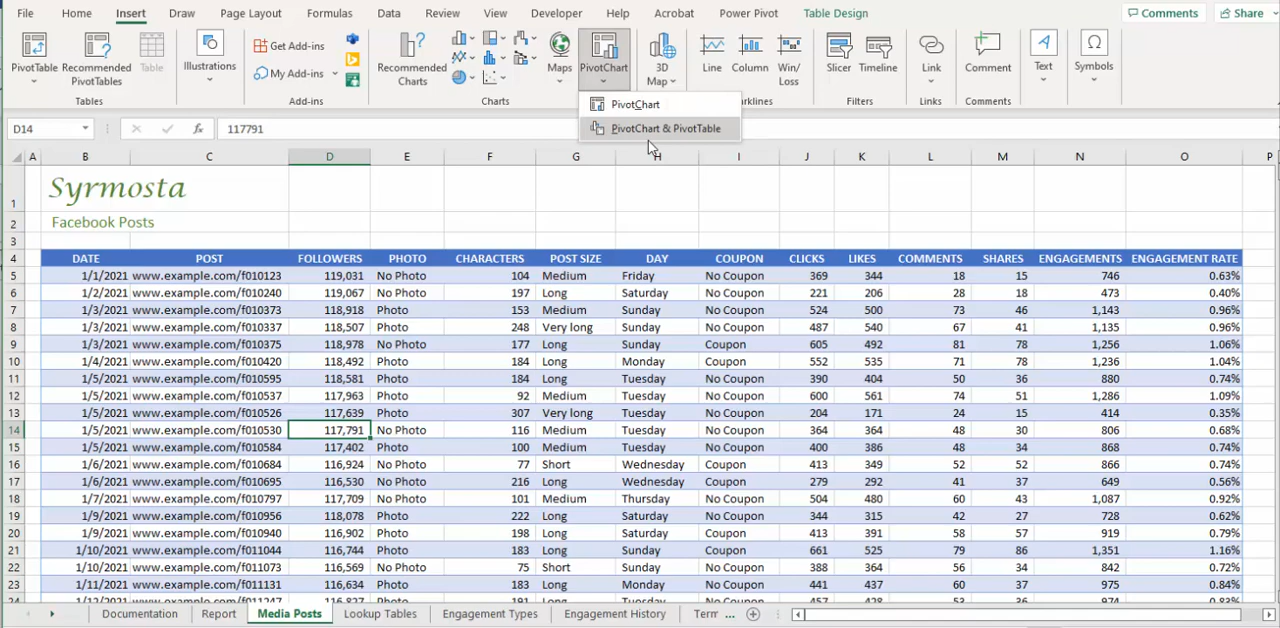 File Home Insert Draw Page Layout Formulas Data Review View Developer Help Acrobat Power Pivot Table Design Comments Share
PivotTable Recommended PivotTables Table Illustrations Get Add-ins My Add-ins Recommended Charts Maps PivotChart 3D Map Line Column Win/Loss Slicer Timeline Link Comment Text Symbols
Tables Add-ins Charts rklines Filters Links Comments
PivotChart
PivotChart & PivotTable
D14 fx 117791
A B C D E F G H I J K L M N O P
1 Syrmosta
2 Facebook Posts
3
4 DATE POST FOLLOWERS PHOTO CHARACTERS POST SIZE DAY COUPON CLICKS LIKES COMMENTS SHARES ENGAGEMENTS ENGAGEMENT RATE
5 1/1/2021 www.example.com/f010123 119,031 No Photo 104 Medium Friday No Coupon 369 344 18 15 746 0.63%
6 1/2/2021 www.example.com/f010240 119,067 No Photo 197 Long Saturday No Coupon 221 206 28 18 473 0.40%
7 1/3/2021 www.example.com/f010373 118,918 Photo 153 Medium Sunday No Coupon 524 500 73 46 1,143 0.96%
8 1/3/2021 www.example.com/f010337 118,507 Photo 248 Very long Sunday No Coupon 487 540 67 41 1,135 0.96%
9 1/3/2021 www.example.com/f010375 118,978 No Photo 177 Long Sunday Coupon 605 492 81 78 1,256 1.06%
10 1/4/2021 www.example.com/f010420 118,492 Photo 184 Long Monday Coupon 552 535 71 78 1,236 1.04%
11 1/5/2021 www.example.com/f010595 118,581 Photo 184 Long Tuesday No Coupon 390 404 50 36 880 0.74%
12 1/5/2021 www.example.com/f010537 117,963 Photo 92 Medium Tuesday No Coupon 600 561 74 51 1,286 1.09%
13 1/5/2021 www.example.com/f010526 117,639 Photo 307 Very long Tuesday No Coupon 204 171 24 15 414 0.35%
14 1/5/2021 www.example.com/f010530 117,791 No Photo 116 Medium Tuesday No Coupon 364 364 48 30 806 0.68%
15 1/5/2021 www.example.com/f010584 117,402 Photo 100 Medium Tuesday No Coupon 400 386 48 34 868 0.74%
16 1/6/2021 www.example.com/f010684 116,924 No Photo 77 Short Wednesday Coupon 413 349 52 52 866 0.74%
17 1/6/2021 www.example.com/f010695 116,530 No Photo 216 Long Wednesday Coupon 279 292 41 37 649 0.56%
18 1/7/2021 www.example.com/f010797 117,709 No Photo 101 Medium Thursday No Coupon 504 480 60 43 1,087 0.92%
19 1/9/2021 www.example.com/f010956 118,078 Photo 222 Long Saturday No Coupon 344 315 42 27 728 0.62%
20 1/9/2021 www.example.com/f010940 116,902 Photo 198 Long Saturday No Coupon 413 391 58 57 919 0.79%
21 1/10/2021 www.example.com/f011044 116,744 Photo 183 Long Sunday Coupon 661 525 79 86 1,351 1.16%
22 1/10/2021 www.example.com/f011073 116,569 No Photo 75 Short Sunday No Coupon 388 364 56 34 842 0.72%
23 1/11/2021 www.example.com/f011131 116,634 Photo 183 Long Monday No Coupon 441 437 60 37 975 0.84%
Documentation Report Media Posts Lookup Tables Engagement Types Engagement History Term ...